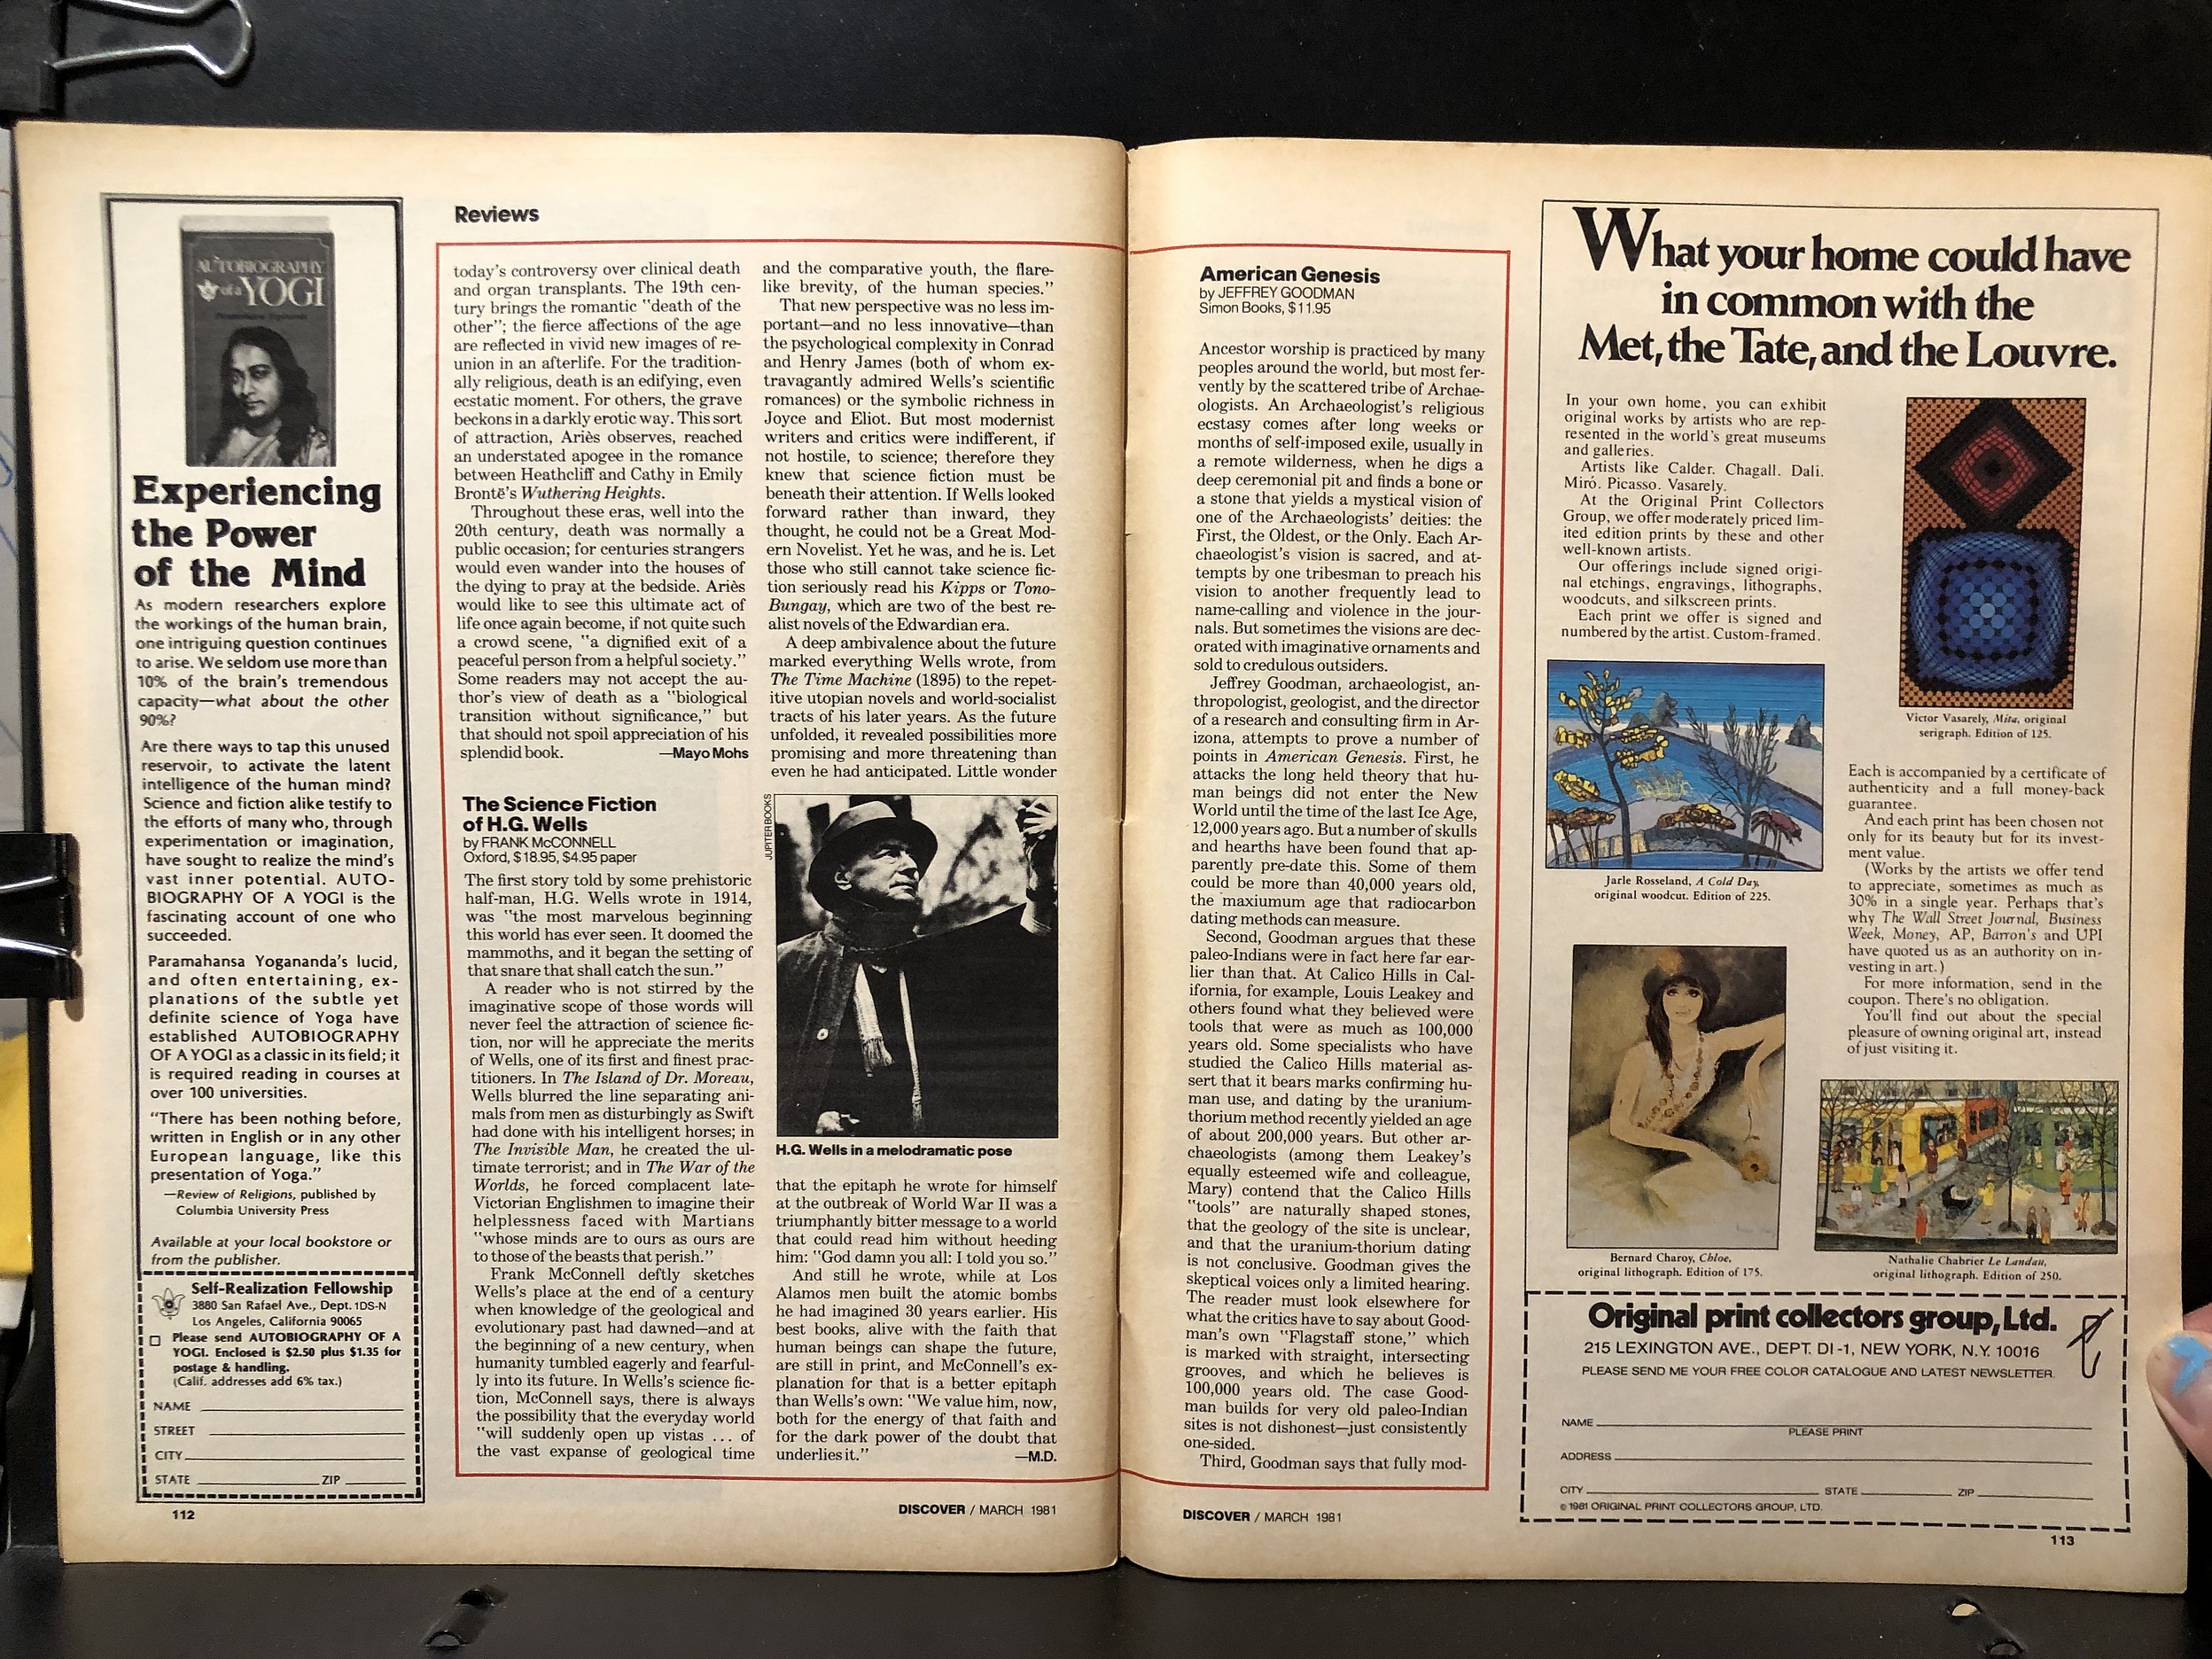 AUTOBIOGRAPHY
of a YOGI
Paramahansa Yogananda
Experiencing
the Power
of the Mind
As modern researchers explore
the workings of the human brain,
one intriguing question continues
to arise. We seldom use more than
10% of the brain's tremendous
capacity—what about the other
90%?
Are there ways to tap this unused
reservoir, to activate the latent
intelligence of the human mind?
Science and fiction alike testify to
the efforts of many who, through
experimentation or imagination,
have sought to realize the mind's
vast inner potential. AUTO-
BIOGRAPHY OF A YOGI is the
fascinating account of one who
succeeded.
Paramahansa Yogananda's lucid,
and often entertaining, ex-
planations of the subtle yet
definite science of Yoga have
established AUTOBIOGRAPHY
OF A YOGI as a classic in its field; it
is required reading in courses at
over 100 universities.
"There has been nothing before,
written in English or in any other
European language, like this
presentation of Yoga."
—Review of Religions, published by
Columbia University Press
Available at your local bookstore or
from the publisher.
Self-Realization Fellowship
3880 San Rafael Ave., Dept. 1DS-N
Los Angeles, California 90065
Please send AUTOBIOGRAPHY OF A
YOGI. Enclosed is $2.50 plus $1.35 for
postage & handling.
(Calif. addresses add 6% tax.)
NAME
STREET
CITY
STATE ZIP
112
Reviews
today's controversy over clinical death
and organ transplants. The 19th cen-
tury brings the romantic "death of the
other"; the fierce affections of the age
are reflected in vivid new images of re-
union in an afterlife. For the tradition-
ally religious, death is an edifying, even
ecstatic moment. For others, the grave
beckons in a darkly erotic way. This sort
of attraction, Ariès observes, reached
an understated apogee in the romance
between Heathcliff and Cathy in Emily
Brontë's Wuthering Heights.
Throughout these eras, well into the
20th century, death was normally a
public occasion; for centuries strangers
would even wander into the houses of
the dying to pray at the bedside. Ariès
would like to see this ultimate act of
life once again become, if not quite such
a crowd scene, "a dignified exit of a
peaceful person from a helpful society."
Some readers may not accept the au-
thor's view of death as a "biological
transition without significance," but
that should not spoil appreciation of his
splendid book. —Mayo Mohs
The Science Fiction
of H.G. Wells
by FRANK McCONNELL
Oxford, $18.95, $4.95 paper
The first story told by some prehistoric
half-man, H.G. Wells wrote in 1914,
was "the most marvelous beginning
this world has ever seen. It doomed the
mammoths, and it began the setting of
that snare that shall catch the sun."
A reader who is not stirred by the
imaginative scope of those words will
never feel the attraction of science fic-
tion, nor will he appreciate the merits
of Wells, one of its first and finest prac-
titioners. In The Island of Dr. Moreau,
Wells blurred the line separating ani-
mals from men as disturbingly as Swift
had done with his intelligent horses; in
The Invisible Man, he created the ul-
timate terrorist; and in The War of the
Worlds, he forced complacent late-
Victorian Englishmen to imagine their
helplessness faced with Martians
"whose minds are to ours as ours are
to those of the beasts that perish."
Frank McConnell deftly sketches
Wells's place at the end of a century
when knowledge of the geological and
evolutionary past had dawned—and at
the beginning of a new century, when
humanity tumbled eagerly and fearful-
ly into its future. In Wells's science fic-
tion, McConnell says, there is always
the possibility that the everyday world
"will suddenly open up vistas ... of
the vast expanse of geological time
and the comparative youth, the flare-
like brevity, of the human species."
That new perspective was no less im-
portant—and no less innovative—than
the psychological complexity in Conrad
and Henry James (both of whom ex-
travagantly admired Wells's scientific
romances) or the symbolic richness in
Joyce and Eliot. But most modernist
writers and critics were indifferent, if
not hostile, to science; therefore they
knew that science fiction must be
beneath their attention. If Wells looked
forward rather than inward, they
thought, he could not be a Great Mod-
ern Novelist. Yet he was, and he is. Let
those who still cannot take science fic-
tion seriously read his Kipps or Tono-
Bungay, which are two of the best re-
alist novels of the Edwardian era.
A deep ambivalence about the future
marked everything Wells wrote, from
The Time Machine (1895) to the repet-
itive utopian novels and world-socialist
tracts of his later years. As the future
unfolded, it revealed possibilities more
promising and more threatening than
even he had anticipated. Little wonder
JUPITER BOOKS
H.G. Wells in a melodramatic pose
that the epitaph he wrote for himself
at the outbreak of World War II was a
triumphantly bitter message to a world
that could read him without heeding
him: "God damn you all: I told you so."
And still he wrote, while at Los
Alamos men built the atomic bombs
he had imagined 30 years earlier. His
best books, alive with the faith that
human beings can shape the future,
are still in print, and McConnell's ex-
planation for that is a better epitaph
than Wells's own: "We value him, now,
both for the energy of that faith and
for the dark power of the doubt that
underlies it." —M.D.
DISCOVER / MARCH 1981
American Genesis
by JEFFREY GOODMAN
Simon Books, $11.95
Ancestor worship is practiced by many
peoples around the world, but most fer-
vently by the scattered tribe of Archae-
ologists. An Archaeologist's religious
ecstasy comes after long weeks or
months of self-imposed exile, usually in
a remote wilderness, when he digs a
deep ceremonial pit and finds a bone or
a stone that yields a mystical vision of
one of the Archaeologists' deities: the
First, the Oldest, or the Only. Each Ar-
chaeologist's vision is sacred, and at-
tempts by one tribesman to preach his
vision to another frequently lead to
name-calling and violence in the jour-
nals. But sometimes the visions are dec-
orated with imaginative ornaments and
sold to credulous outsiders.
Jeffrey Goodman, archaeologist, an-
thropologist, geologist, and the director
of a research and consulting firm in Ar-
izona, attempts to prove a number of
points in American Genesis. First, he
attacks the long held theory that hu-
man beings did not enter the New
World until the time of the last Ice Age,
12,000 years ago. But a number of skulls
and hearths have been found that ap-
parently pre-date this. Some of them
could be more than 40,000 years old,
the maxiumum age that radiocarbon
dating methods can measure.
Second, Goodman argues that these
paleo-Indians were in fact here far ear-
lier than that. At Calico Hills in Cal-
ifornia, for example, Louis Leakey and
others found what they believed were
tools that were as much as 100,000
years old. Some specialists who have
studied the Calico Hills material as-
sert that it bears marks confirming hu-
man use, and dating by the uranium-
thorium method recently yielded an age
of about 200,000 years. But other ar-
chaeologists (among them Leakey's
equally esteemed wife and colleague,
Mary) contend that the Calico Hills
"tools" are naturally shaped stones,
that the geology of the site is unclear,
and that the uranium-thorium dating
is not conclusive. Goodman gives the
skeptical voices only a limited hearing.
The reader must look elsewhere for
what the critics have to say about Good-
man's own "Flagstaff stone," which
is marked with straight, intersecting
grooves, and which he believes is
100,000 years old. The case Good-
man builds for very old paleo-Indian
sites is not dishonest—just consistently
one-sided.
Third, Goodman says that fully mod-
DISCOVER / MARCH 1981
What your home could have
in common with the
Met, the Tate, and the Louvre.
In your own home, you can exhibit
original works by artists who are rep-
resented in the world's great museums
and galleries.
Artists like Calder. Chagall. Dali.
Miró. Picasso. Vasarely.
At the Original Print Collectors
Group, we offer moderately priced lim-
ited edition prints by these and other
well-known artists.
Our offerings include signed origi-
nal etchings, engravings, lithographs,
woodcuts, and silkscreen prints.
Each print we offer is signed and
numbered by the artist. Custom-framed.
Victor Vasarely, Mita, original
serigraph. Edition of 125.
Jarle Rosseland, A Cold Day,
original woodcut. Edition of 225.
Each is accompanied by a certificate of
authenticity and a full money-back
guarantee.
And each print has been chosen not
only for its beauty but for its invest-
ment value.
(Works by the artists we offer tend
to appreciate, sometimes as much as
30% in a single year. Perhaps that's
why The Wall Street Journal, Business
Week, Money, AP, Barron's and UPI
have quoted us as an authority on in-
vesting in art.)
For more information, send in the
coupon. There's no obligation.
You'll find out about the special
pleasure of owning original art, instead
of just visiting it.
Bernard Charoy, Chloe,
original lithograph. Edition of 175.
Nathalie Chabrier Le Landau,
original lithograph. Edition of 250.
Original print collectors group, Ltd.
215 LEXINGTON AVE., DEPT. DI-1, NEW YORK, N.Y. 10016
PLEASE SEND ME YOUR FREE COLOR CATALOGUE AND LATEST NEWSLETTER.
NAME
PLEASE PRINT
ADDRESS
CITY STATE ZIP
© 1981 ORIGINAL PRINT COLLECTORS GROUP, LTD.
113